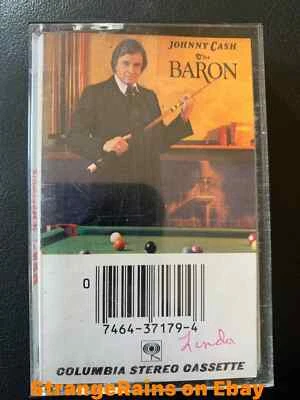 JOHNNY CASH
The
BARON
0
7464-37179-4
Linda
COLUMBIA STEREO CASSETTE
StrangeRains on Ebay